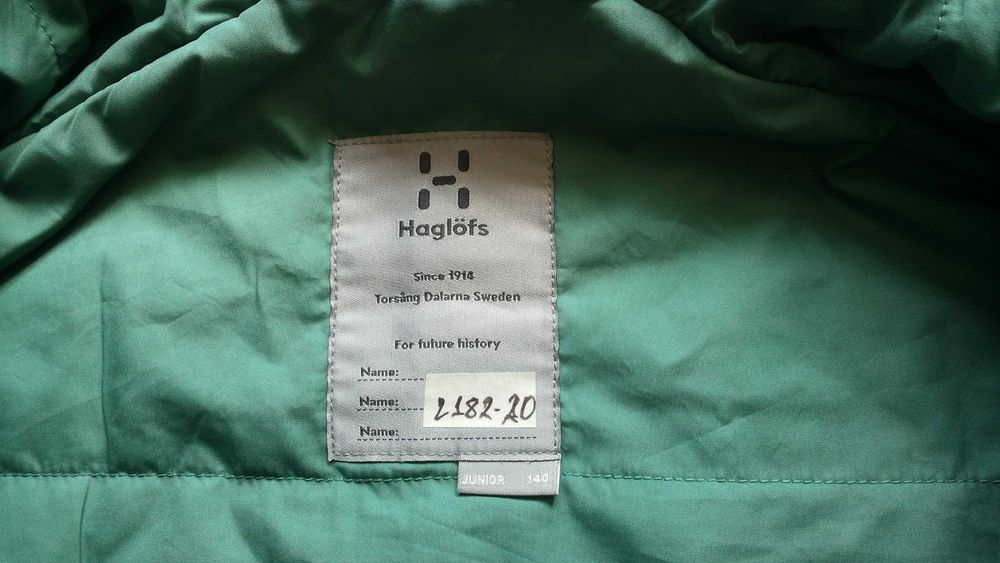 Haglöfs
Since 1914
Torsång Dalarna Sweden
For future history
Name:
Name:
2182-20
Name:
JUNIOR 140